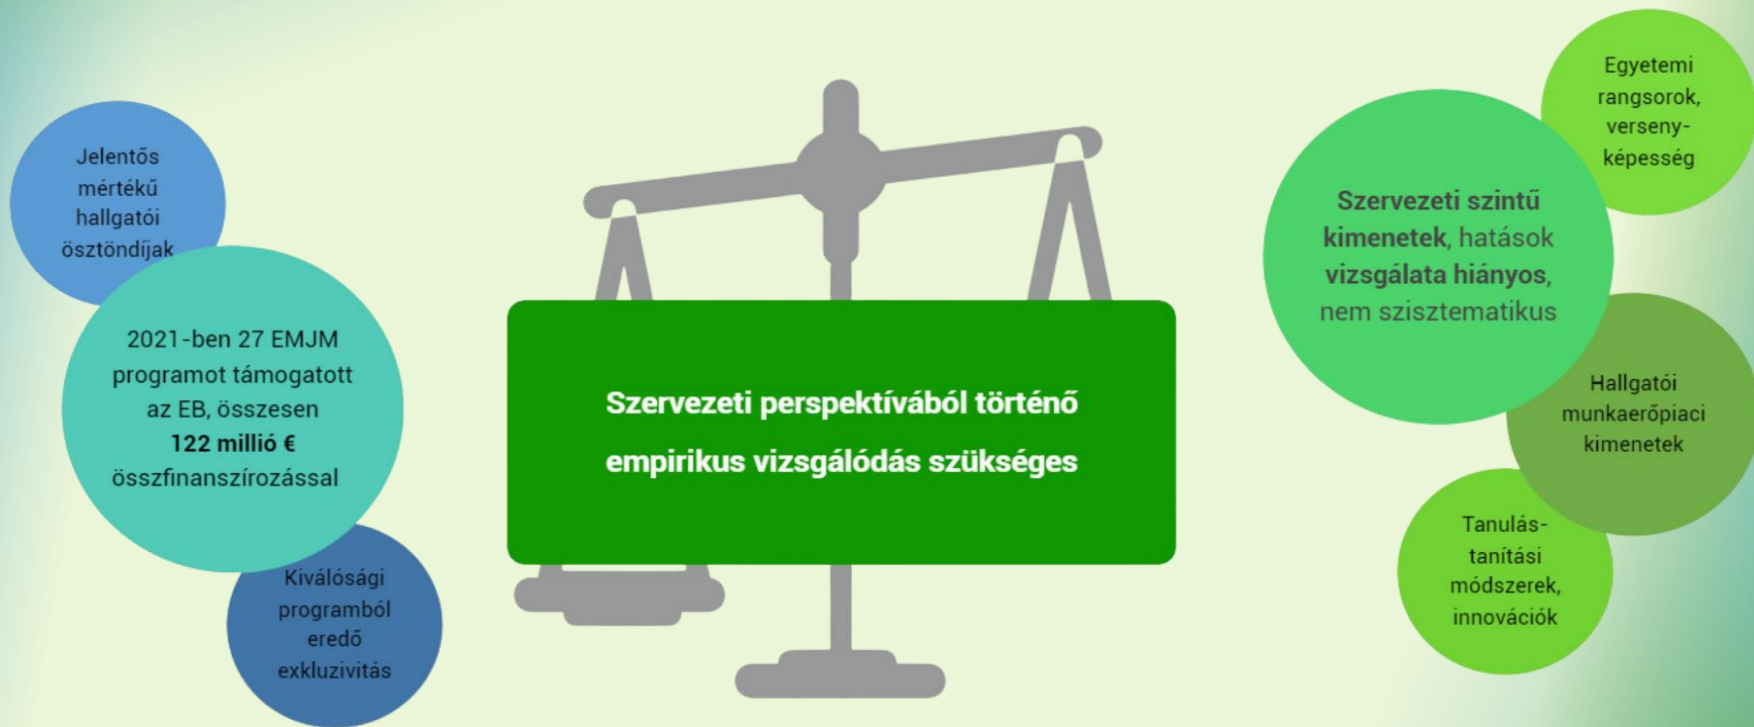 Jelentős
mértékű
hallgatói
ösztöndíjak
2021-ben 27 EMJM
programot támogatott
az EB, összesen
122 millió €
összfinanszírozással
Kiválósági
programból
eredő
exkluzivitás
Szervezeti perspektívából történő
empirikus vizsgálódás szükséges
Egyetemi
rangsorok,
verseny-
képesség
Szervezeti szintű
kimenetek, hatások
vizsgálata hiányos,
nem szisztematikus
Hallgatói
munkaerőpiaci
kimenetek
Tanulás-
tanítási
módszerek,
innovációk